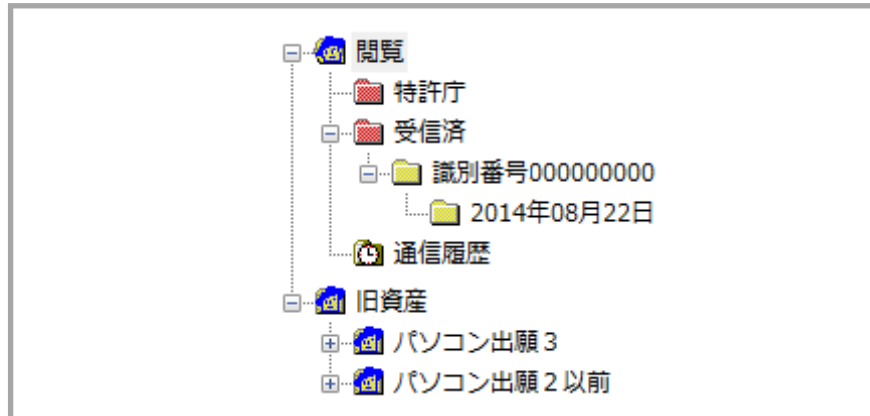 閲覧
特許庁
受信済
識別番号000000000
2014年08月22日
通信履歴
旧資産
パソコン出願３
パソコン出願２以前